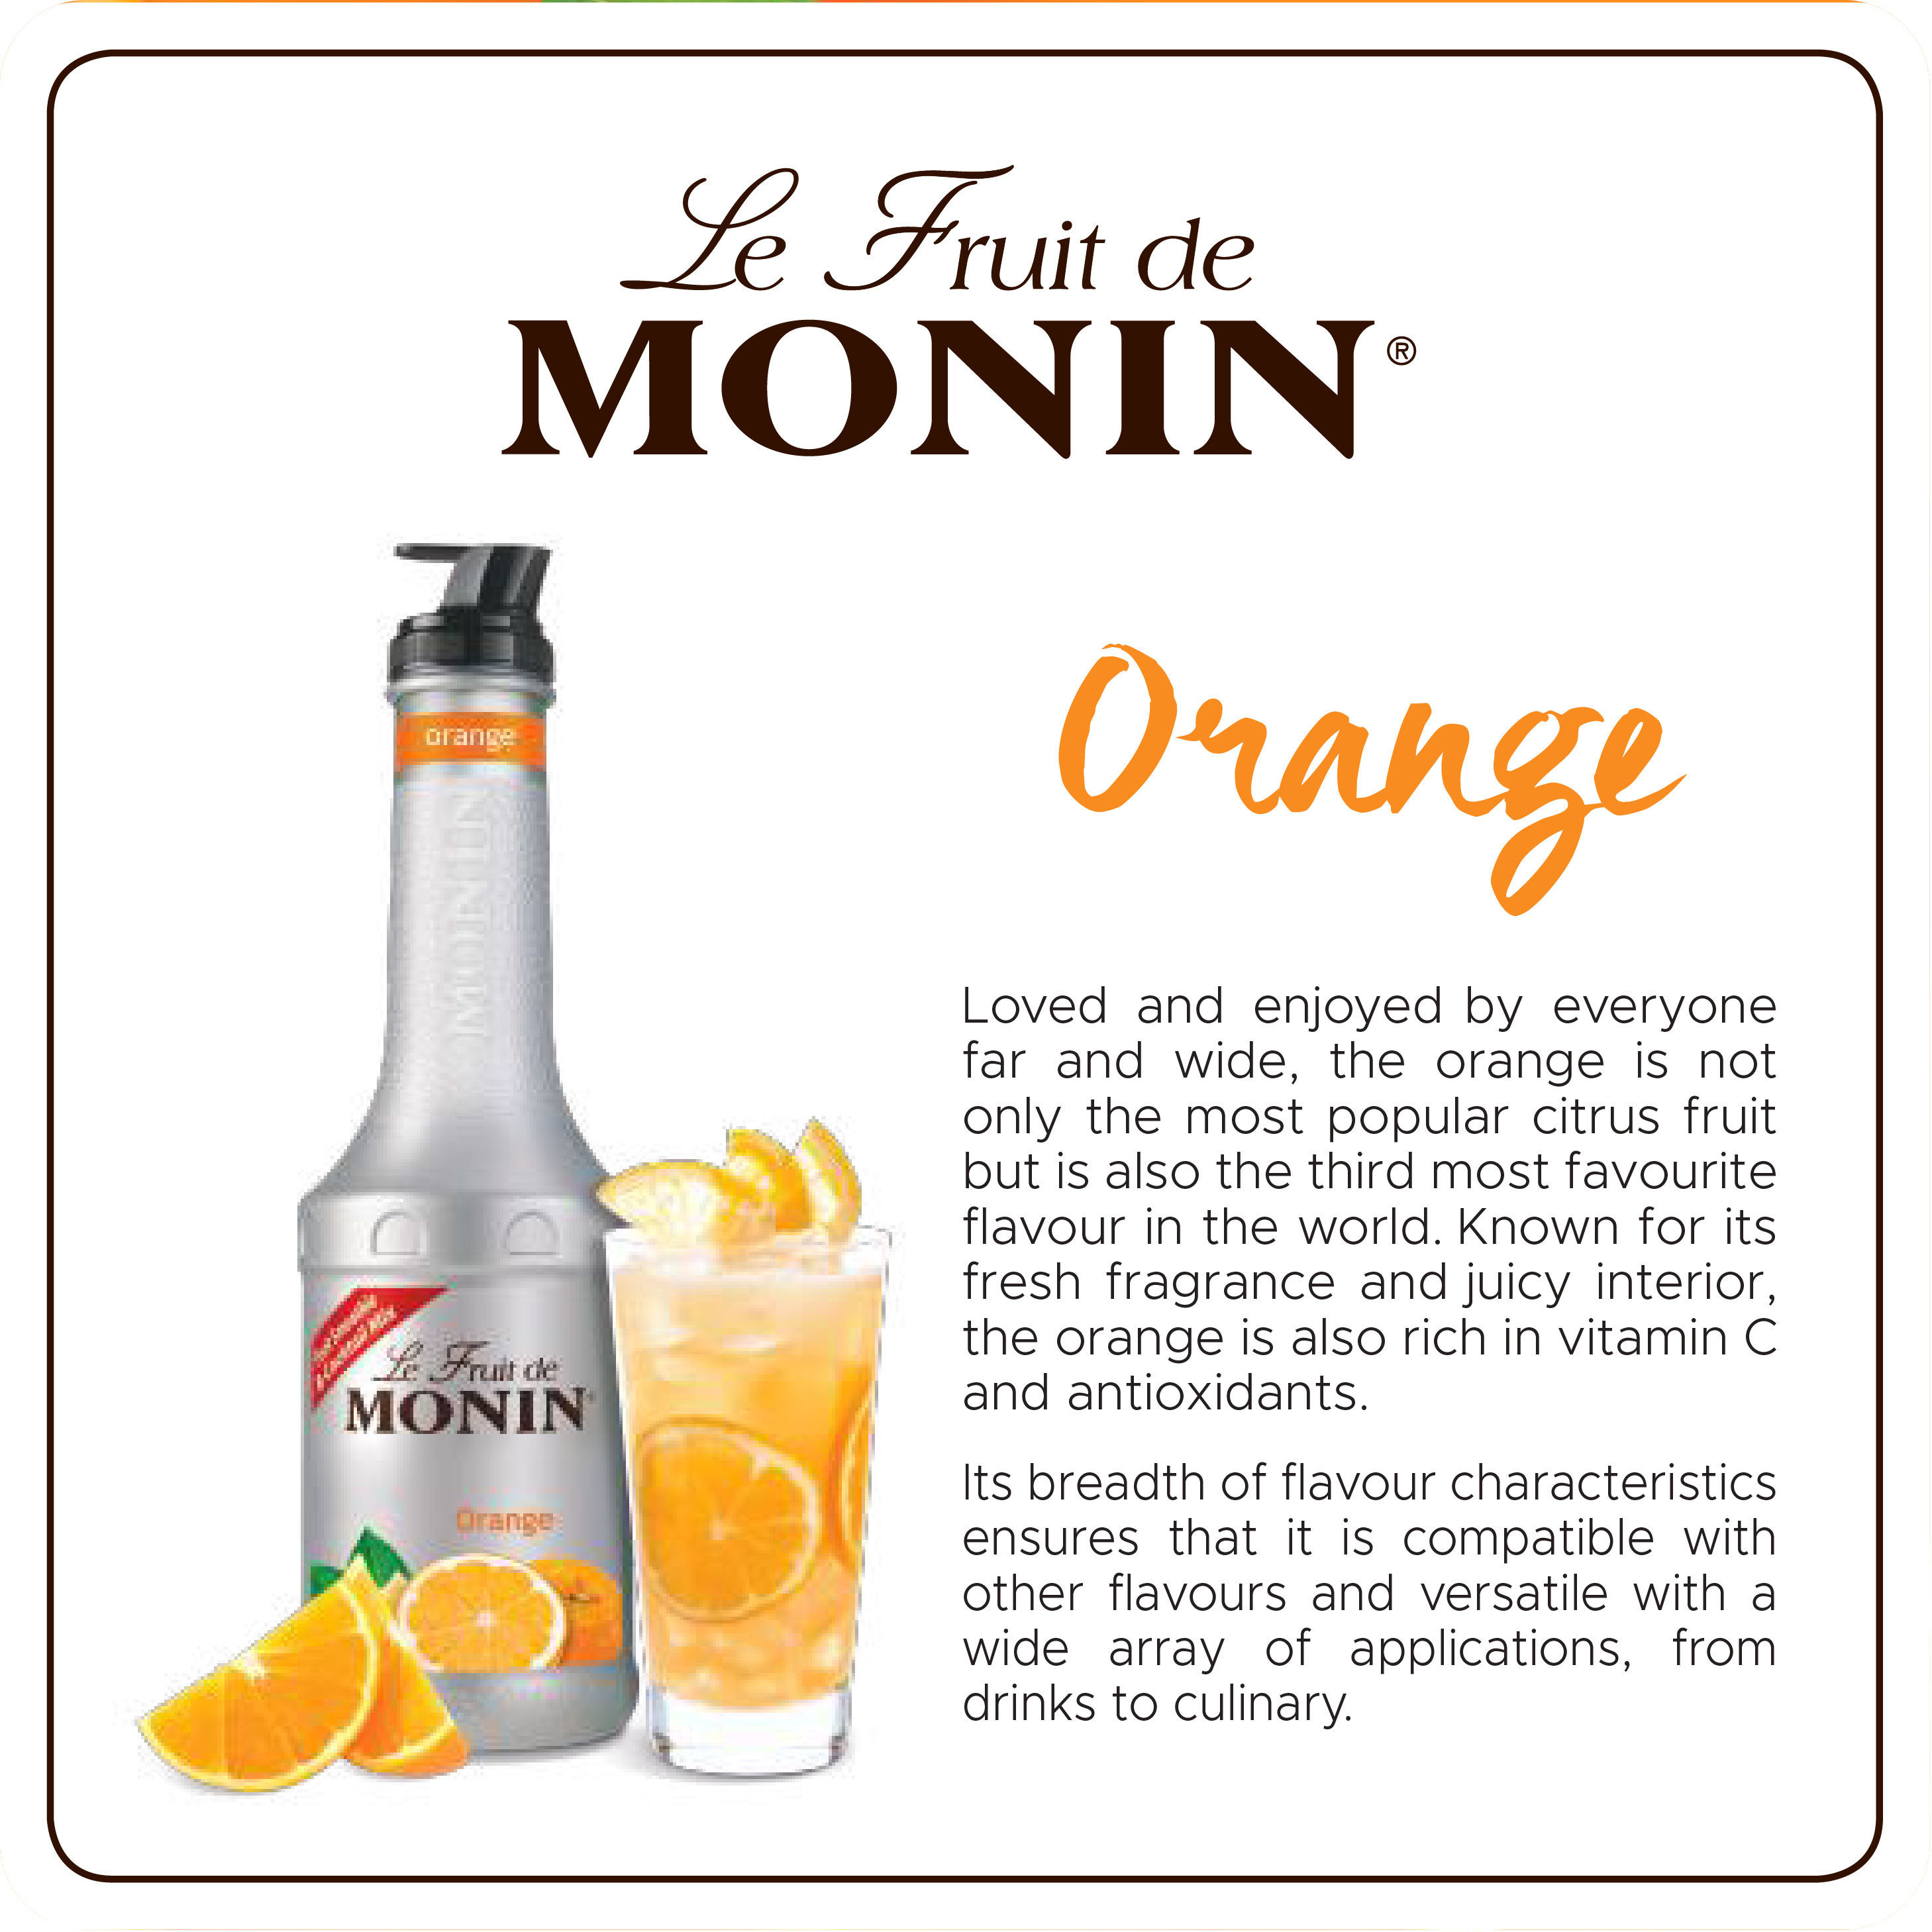 Le Fruit de
MONIN®
orange
MONIN
Orange
Loved and enjoyed by everyone
far and wide, the orange is not
only the most popular citrus fruit
but is also the third most favourite
flavour in the world. Known for its
fresh fragrance and juicy interior,
the orange is also rich in vitamin C
and antioxidants.
Its breadth of flavour characteristics
ensures that it is compatible with
other flavours and versatile with a
wide array of applications, from
drinks to culinary.
Le Fruit de
MONIN
Orange